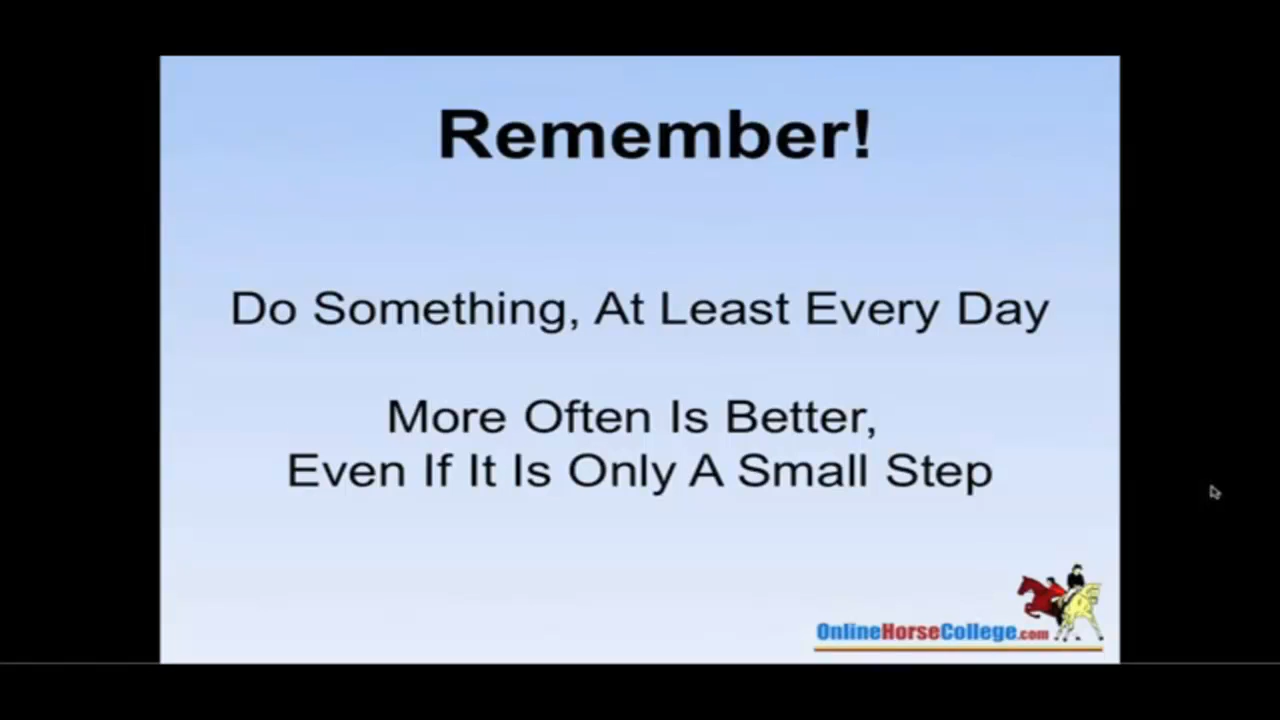 Remember!
Do Something, At Least Every Day
More Often Is Better,
Even If It Is Only A Small Step
OnlineHorseCollege.com